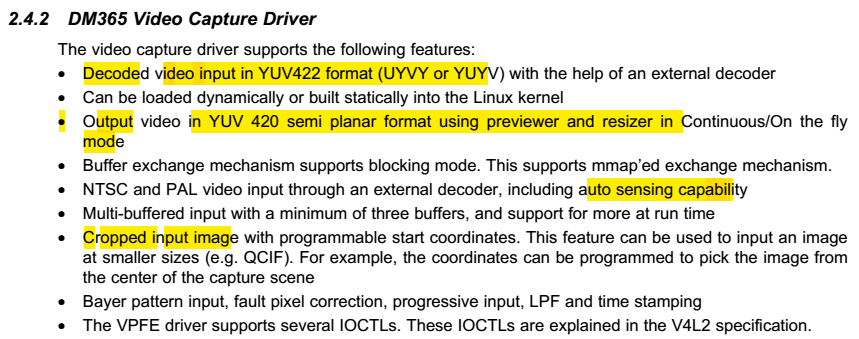 2.4.2 DM365 Video Capture Driver
The video capture driver supports the following features:
• Decoded video input in YUV422 format (UYVY or YUYV) with the help of an external decoder
• Can be loaded dynamically or built statically into the Linux kernel
• Output video in YUV 420 semi planar format using previewer and resizer in Continuous/On the fly
mode
• Buffer exchange mechanism supports blocking mode. This supports mmap'ed exchange mechanism.
• NTSC and PAL video input through an external decoder, including auto sensing capability
• Multi-buffered input with a minimum of three buffers, and support for more at run time
• Cropped input image with programmable start coordinates. This feature can be used to input an image
at smaller sizes (e.g. QCIF). For example, the coordinates can be programmed to pick the image from
the center of the capture scene
• Bayer pattern input, fault pixel correction, progressive input, LPF and time stamping
• The VPFE driver supports several IOCTLs. These IOCTLs are explained in the V4L2 specification.